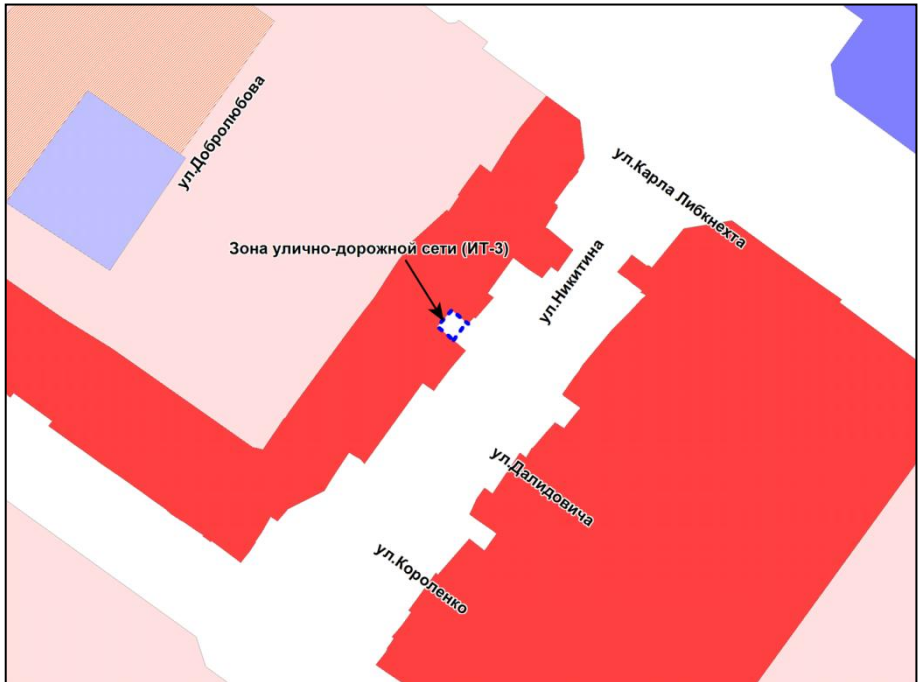 ул.Добролюбова
ул.Карла Либкнехта
Зона улично-дорожной сети (ИТ-3)
ул.Никитина
ул.Далидовича
ул.Короленко